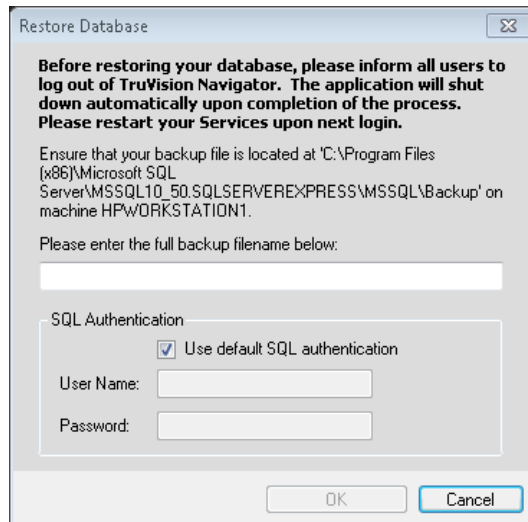 Restore Database
Before restoring your database, please inform all users to
log out of TruVision Navigator.  The application will shut
down automatically upon completion of the process.
Please restart your Services upon next login.
Ensure that your backup file is located at 'C:\Program Files
(x86)\Microsoft SQL
Server\MSSQL10_50.SQLSERVEREXPRESS\MSSQL\Backup' on
machine HPWORKSTATION1.
Please enter the full backup filename below:
SQL Authentication
Use default SQL authentication
User Name:
Password:
OK
Cancel